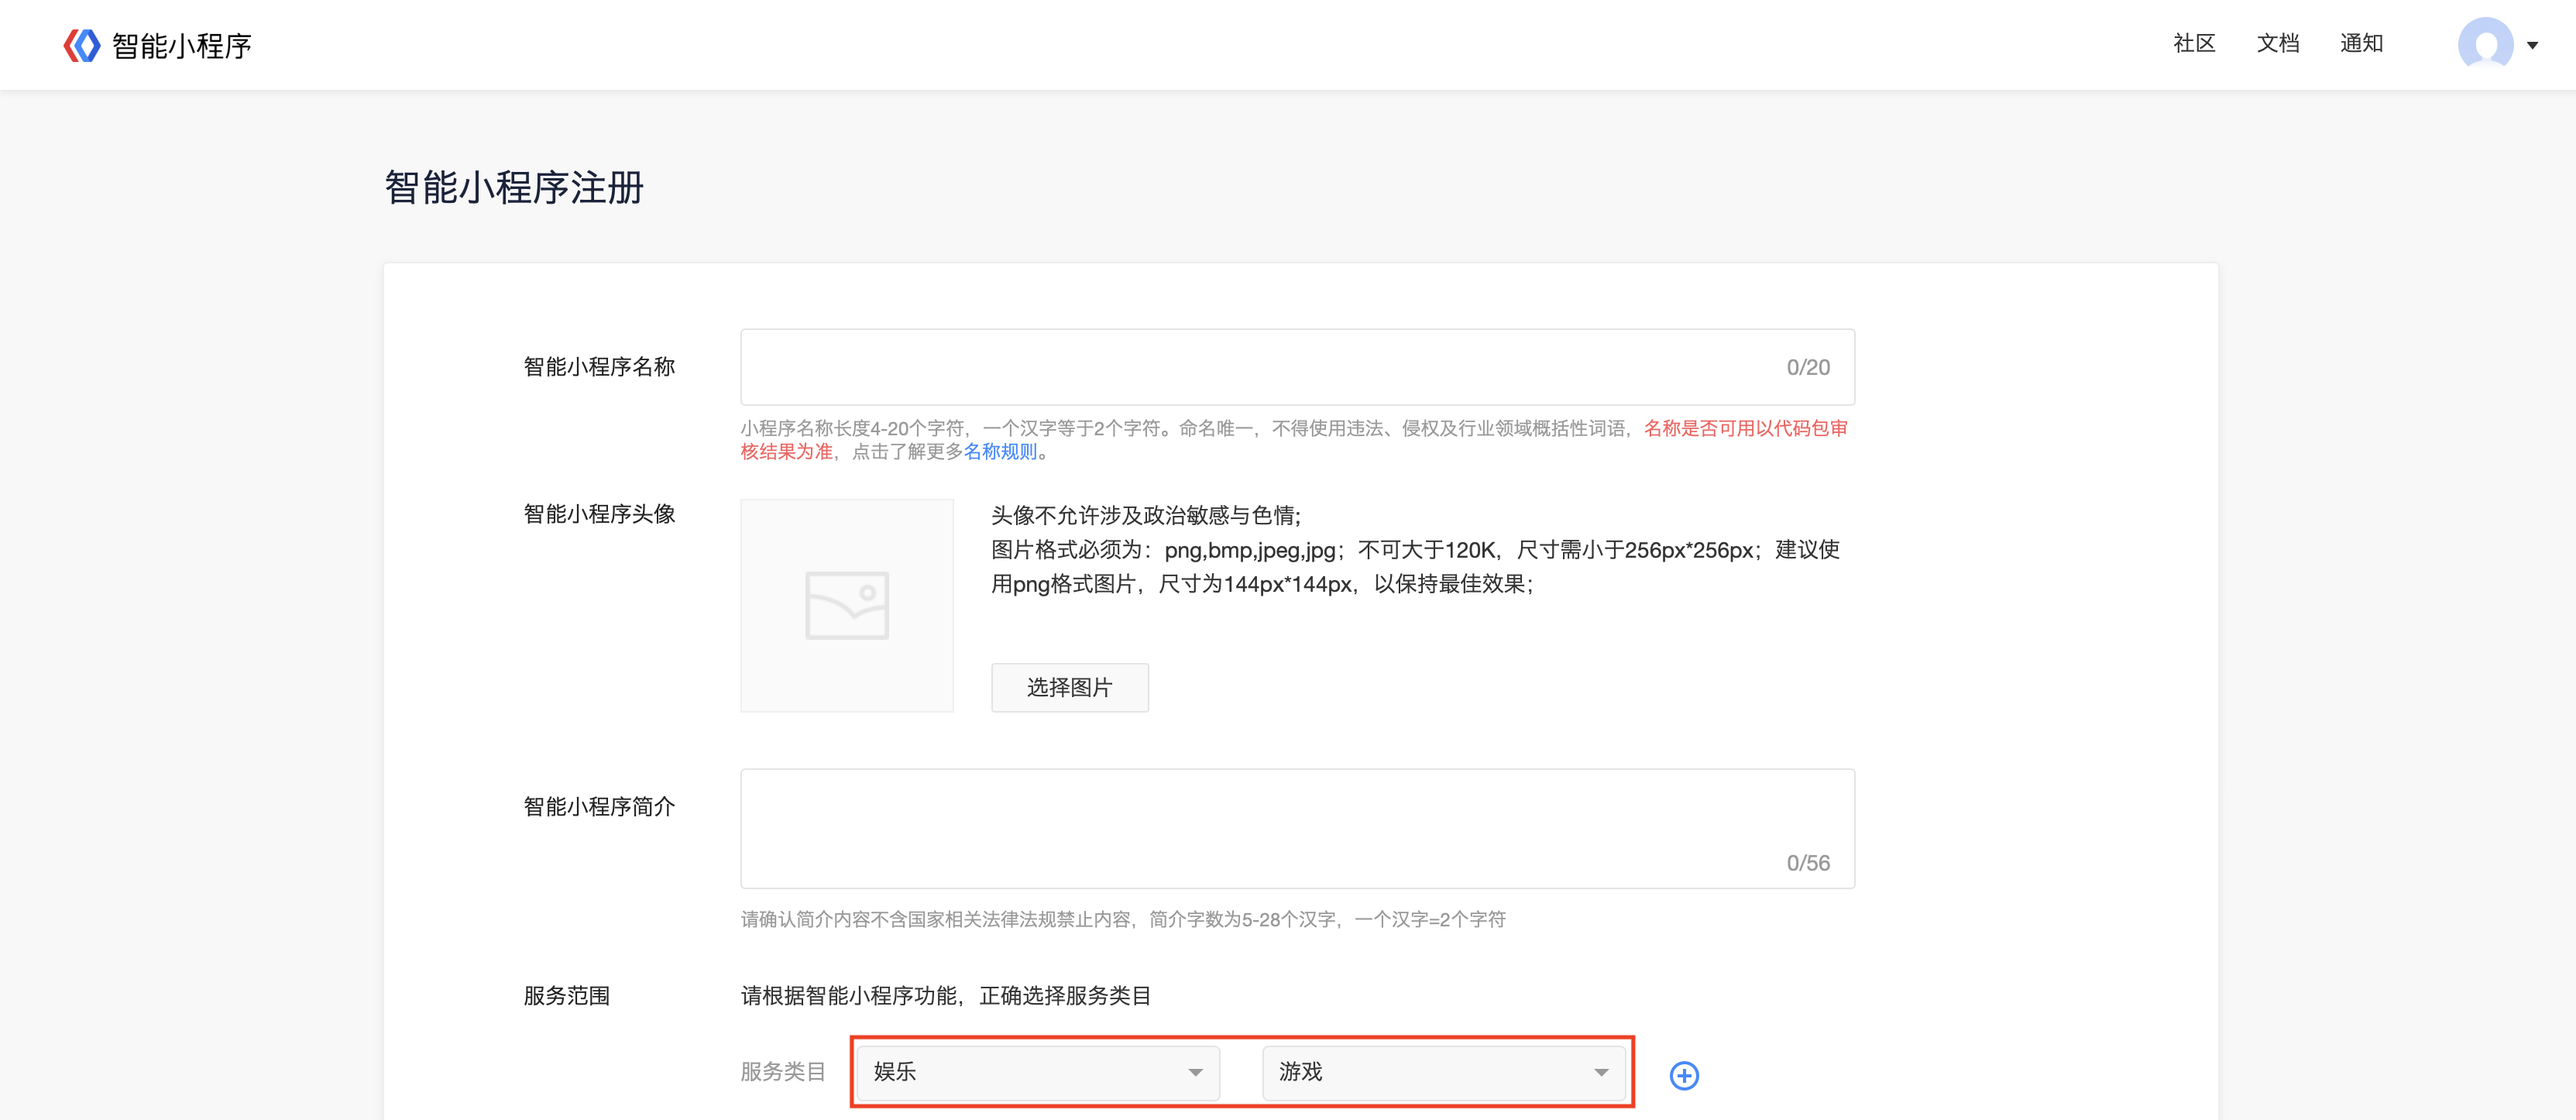 智能小程序
社区 文档 通知
智能小程序注册
智能小程序名称
0/20
小程序名称长度4-20个字符，一个汉字等于2个字符。命名唯一，不得使用违法、侵权及行业领域概括性词语，名称是否可用以代码包审
核结果为准，点击了解更多名称规则。
智能小程序头像
头像不允许涉及政治敏感与色情;
图片格式必须为：png,bmp,jpeg,jpg；不可大于120K，尺寸需小于256px*256px；建议使
用png格式图片，尺寸为144px*144px，以保持最佳效果；
选择图片
智能小程序简介
0/56
请确认简介内容不含国家相关法律法规禁止内容，简介字数为5-28个汉字，一个汉字=2个字符
服务范围 请根据智能小程序功能，正确选择服务类目
服务类目 娱乐 游戏